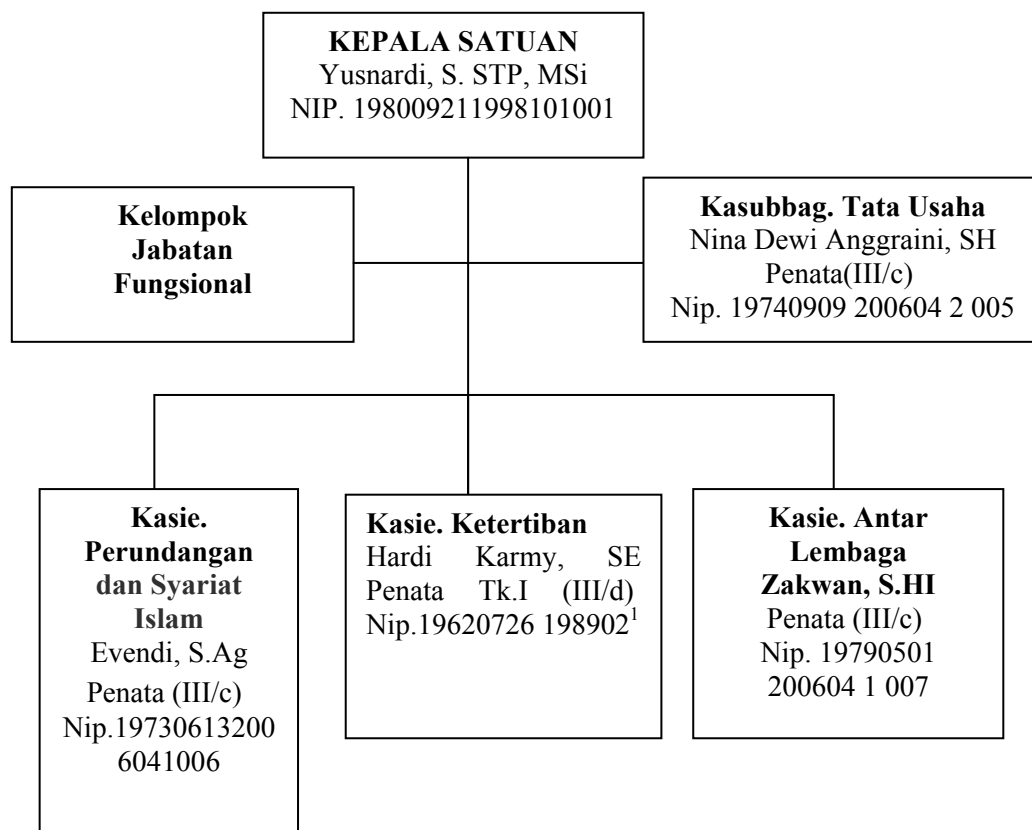 KEPALA SATUAN
Yusnardi, S. STP, MSi
NIP. 198009211998101001
Kelompok
Jabatan
Fungsional
Kasubbag. Tata Usaha
Nina Dewi Anggraini, SH
Penata(III/c)
Nip. 19740909 200604 2 005
Kasie.
Perundangan
dan Syariat
Islam
Evendi, S.Ag
Penata (III/c)
Nip.19730613200
6041006
Kasie. Ketertiban
Hardi Karmy, SE
Penata Tk.I (III/d)
Nip.19620726 198902¹
Kasie. Antar
Lembaga
Zakwan, S.HI
Penata (III/c)
Nip. 19790501
200604 1 007